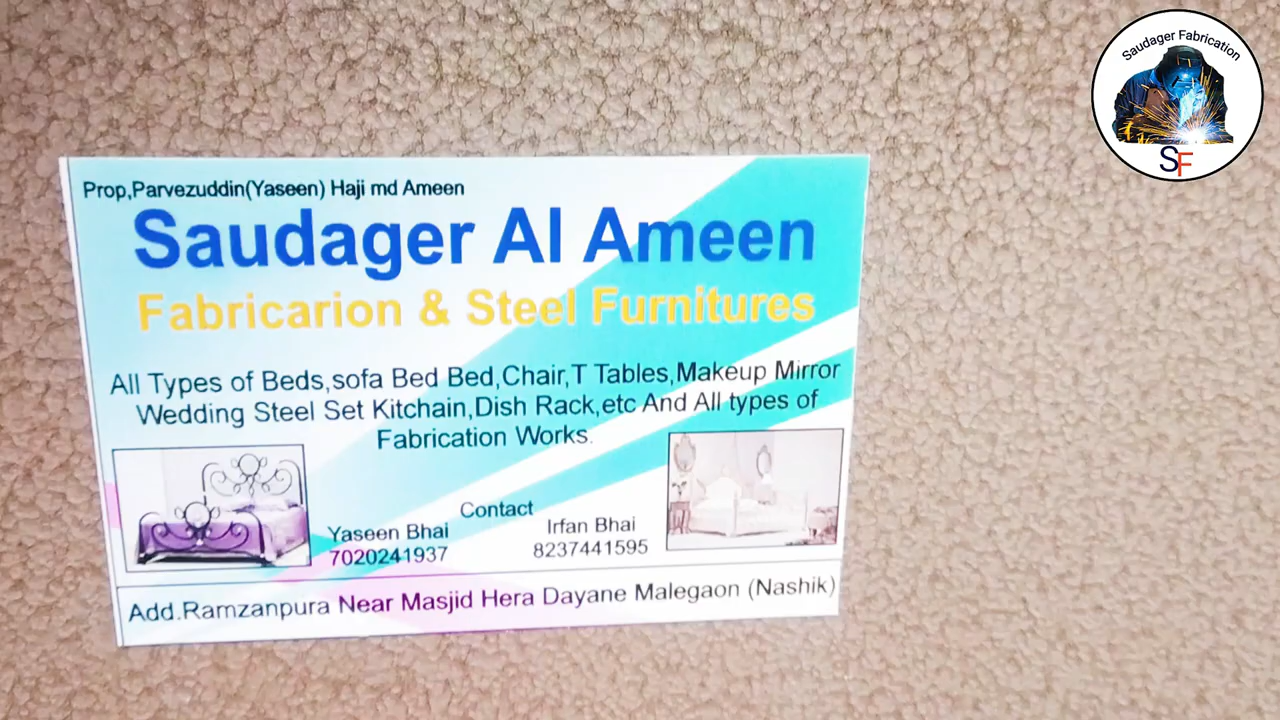 Saudager Fabrication
SF
Prop,Parvezuddin(Yaseen) Haji md Ameen
Saudager Al Ameen
Fabricarion & Steel Furnitures
All Types of Beds,sofa Bed Bed,Chair,T Tables,Makeup Mirror
Wedding Steel Set Kitchain,Dish Rack,etc And All types of
Fabrication Works.
Contact
Yaseen Bhai
7020241937
Irfan Bhai
8237441595
Add.Ramzanpura Near Masjid Hera Dayane Malegaon (Nashik)